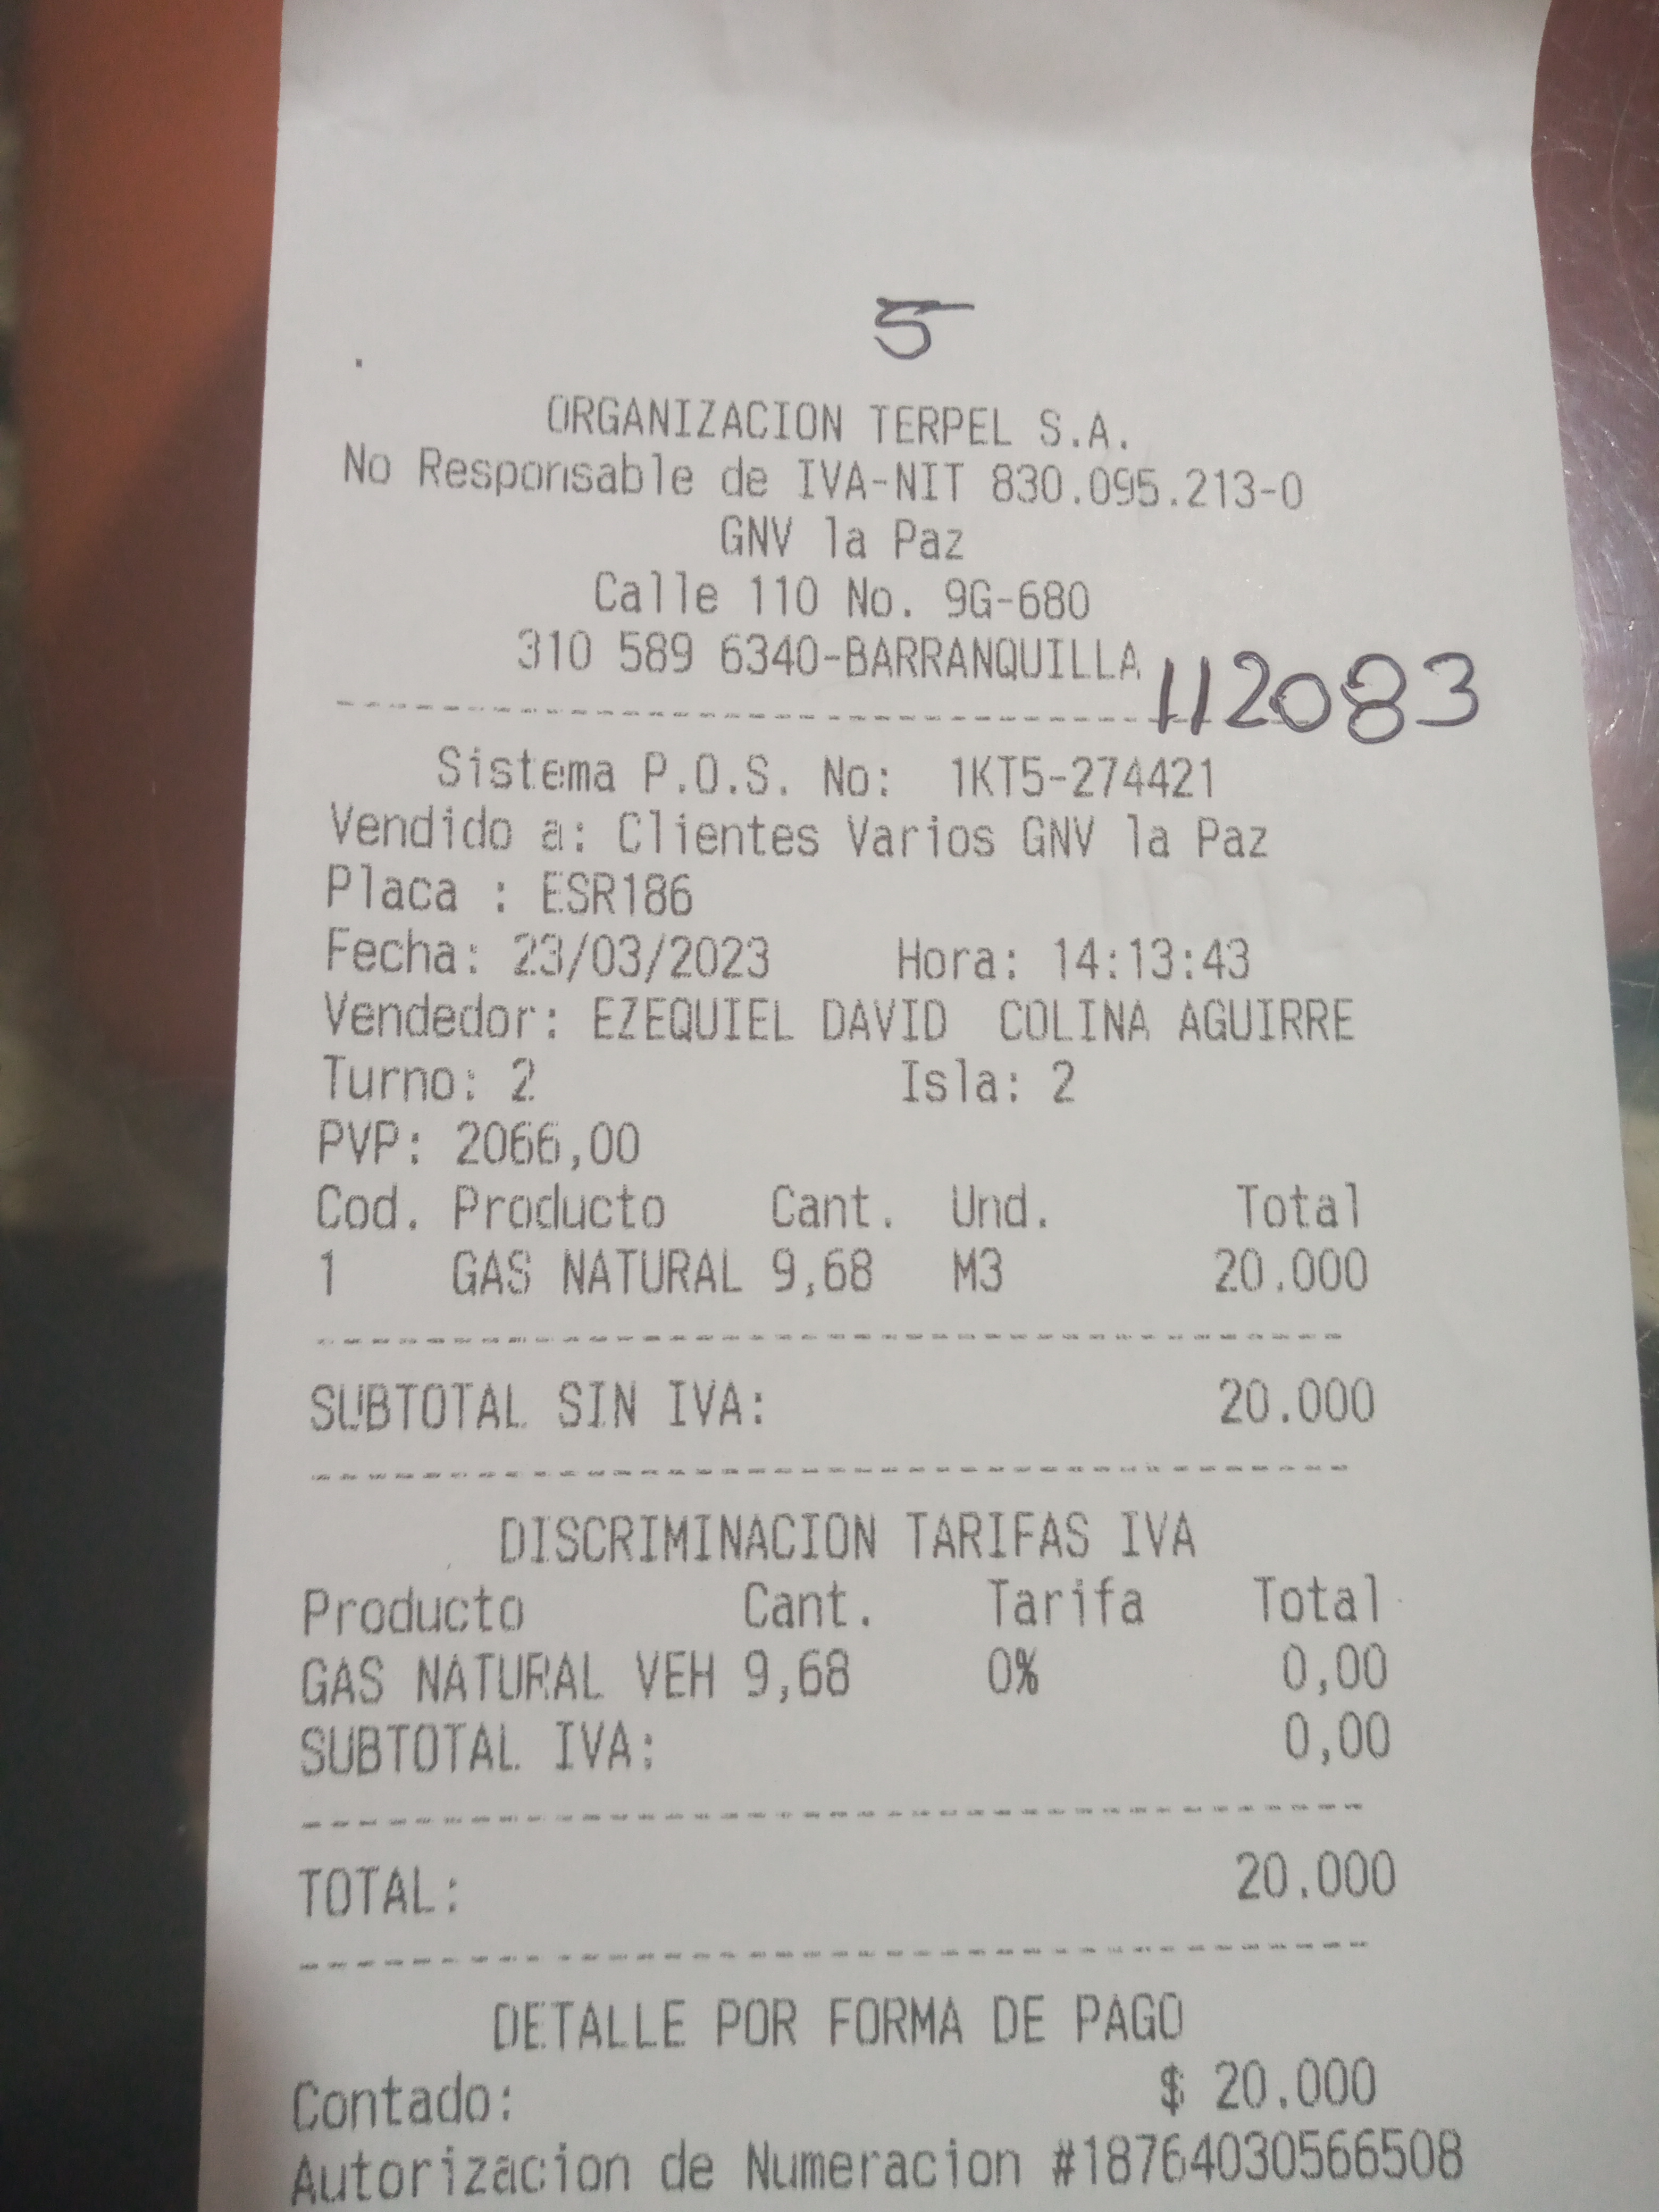 5
ORGANIZACION TERPEL S.A.
No Responsable de IVA-NIT 830.095.213-0
GNV la Paz
Calle 110 No. 9G-680
310 589 6340-BARRANQUILLA
112083
Sistema P.O.S. No: 1KT5-274421
Vendido a: Clientes Varios GNV la Paz
Placa : ESR186
Fecha: 23/03/2023 Hora: 14:13:43
Vendedor: EZEQUIEL DAVID COLINA AGUIRRE
Turno: 2 Isla: 2
PVP: 2066,00
Cod. Producto Cant. Und. Total
1 GAS NATURAL 9,68 M3 20.000
SUBTOTAL SIN IVA: 20.000
DISCRIMINACION TARIFAS IVA
Producto Cant. Tarifa Total
GAS NATURAL VEH 9,68 0% 0,00
SUBTOTAL IVA: 0,00
TOTAL: 20.000
DETALLE POR FORMA DE PAGO
Contado: $ 20.000
Autorizacion de Numeracion #18764030566508